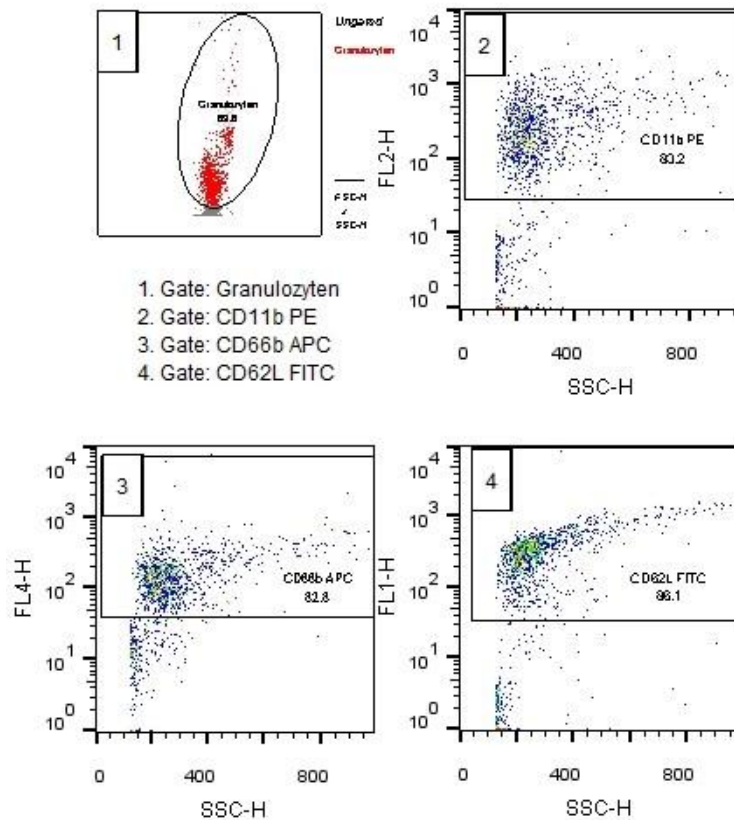 1
Ungated
Granulozyten
Granulozyten
FSC-H
SSC-H
1. Gate: Granulozyten
2. Gate: CD11b PE
3. Gate: CD66b APC
4. Gate: CD62L FITC
2
FL2-H
10^4
10^3
10^2
10^1
10^0
CD11b PE
0 400 800
SSC-H
3
FL4-H
10^4
10^3
10^2
10^1
10^0
CD66b APC
82.8
0 400 800
SSC-H
4
FL1-H
10^4
10^3
10^2
10^1
10^0
CD62L FITC
0 400 800
SSC-H